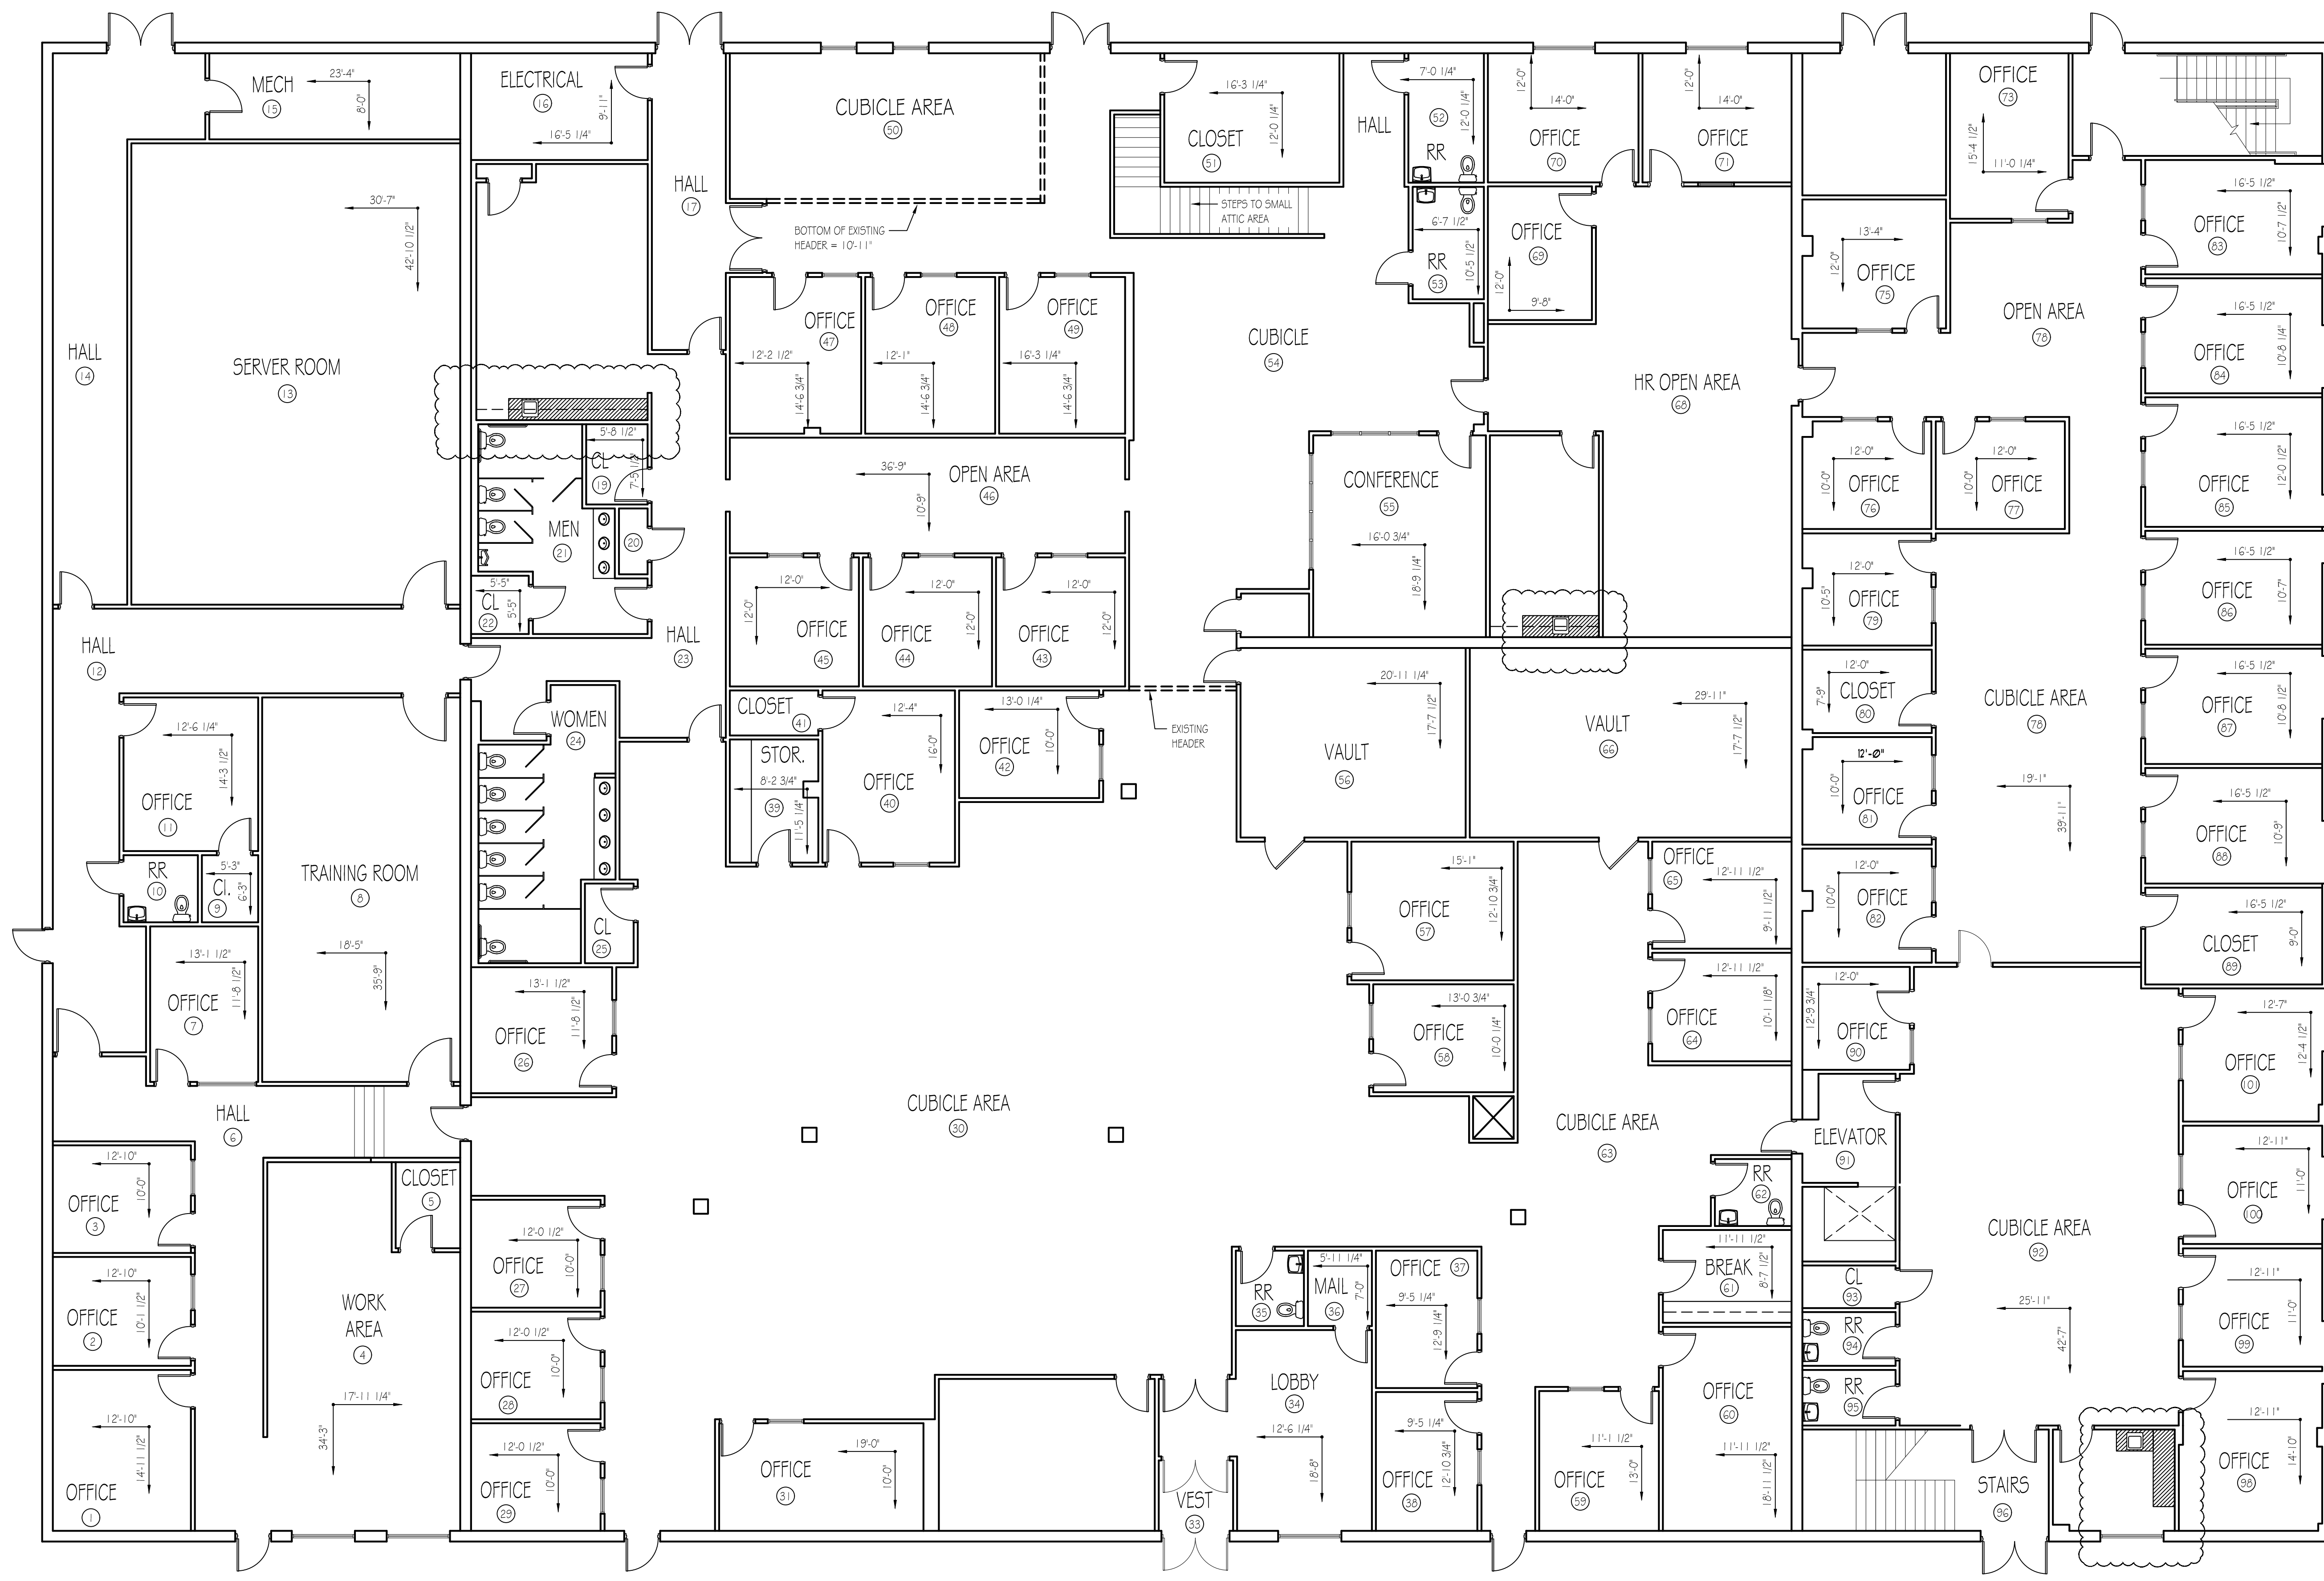 MECH
15
23'-4"
8'-0"
ELECTRICAL
16
9'-11"
16'-5 1/4"
CUBICLE AREA
50
16'-3 1/4"
12'-0 1/4"
CLOSET
51
HALL
7'-0 1/4"
12'-0 1/4"
52
RR
12'-0"
14'-0"
OFFICE
70
12'-0"
14'-0"
OFFICE
71
OFFICE
73
15'-4 1/2"
11'-0 1/4"
HALL
17
BOTTOM OF EXISTING
HEADER = 10'-11"
STEPS TO SMALL
ATTIC AREA
6'-7 1/2"
10'-5 1/2"
RR
53
OFFICE
69
12'-0"
9'-8"
13'-4"
12'-0"
OFFICE
75
16'-5 1/2"
10'-7 1/2"
OFFICE
83
30'-7"
42'-10 1/2"
SERVER ROOM
13
HALL
14
OFFICE
47
12'-2 1/2"
14'-6 3/4"
OFFICE
48
12'-1"
14'-6 3/4"
OFFICE
49
16'-3 1/4"
14'-6 3/4"
CUBICLE
54
HR OPEN AREA
68
OPEN AREA
78
16'-5 1/2"
10'-8 1/4"
OFFICE
84
5'-8 1/2"
CL
19
7'-5 1/2"
MEN
21
20
36'-9"
10'-9"
OPEN AREA
46
CONFERENCE
55
16'-0 3/4"
18'-9 1/4"
12'-0"
10'-0"
OFFICE
76
12'-0"
10'-0"
OFFICE
77
16'-5 1/2"
12'-0 1/2"
OFFICE
85
5'-5"
CL
22
5'-5"
12'-0"
12'-0"
OFFICE
45
12'-0"
12'-0"
OFFICE
44
12'-0"
12'-0"
OFFICE
43
12'-0"
10'-5"
OFFICE
79
16'-5 1/2"
10'-7"
OFFICE
86
HALL
12
HALL
23
12'-0"
7'-9"
CLOSET
80
CUBICLE AREA
78
19'-1"
39'-11"
16'-5 1/2"
10'-8 1/2"
OFFICE
87
12'-6 1/4"
14'-3 1/2"
OFFICE
11
WOMEN
24
CLOSET
41
STOR.
8'-2 3/4"
39
11'-5 1/4"
12'-4"
16'-0"
OFFICE
40
13'-0 1/4"
10'-0"
OFFICE
42
EXISTING
HEADER
20'-11 1/4"
17'-7 1/2"
VAULT
56
29'-11"
17'-7 1/2"
VAULT
66
12'-0"
10'-0"
OFFICE
81
16'-5 1/2"
10'-9"
OFFICE
88
RR
10
5'-3"
Cl.
9
6'-3"
TRAINING ROOM
8
18'-5"
35'-9"
CL
25
15'-1"
12'-10 3/4"
OFFICE
57
OFFICE
65
12'-11 1/2"
9'-11 1/2"
12'-0"
10'-0"
OFFICE
82
16'-5 1/2"
9'-0"
CLOSET
89
13'-1 1/2"
11'-8 1/2"
OFFICE
7
13'-1 1/2"
11'-8 1/2"
OFFICE
26
13'-0 3/4"
10'-0 1/4"
OFFICE
58
12'-11 1/2"
10'-1 1/8"
OFFICE
64
12'-0"
12'-9 3/4"
OFFICE
90
12'-7"
12'-4 1/2"
OFFICE
101
HALL
6
CUBICLE AREA
30
CUBICLE AREA
63
ELEVATOR
91
12'-11"
11'-0"
OFFICE
100
12'-10"
10'-0"
OFFICE
3
CLOSET
5
RR
62
CUBICLE AREA
92
25'-11"
42'-7"
12'-10"
10'-1 1/2"
OFFICE
2
WORK
AREA
4
17'-11 1/4"
34'-3"
12'-0 1/2"
10'-0"
OFFICE
27
RR
35
5'-11 1/4"
MAIL
36
7'-0"
OFFICE
37
9'-5 1/4"
12'-9 1/4"
11'-11 1/2"
BREAK
61
8'-7 1/2"
CL
93
12'-11"
11'-0"
OFFICE
99
12'-0 1/2"
10'-0"
OFFICE
28
RR
94
12'-10"
14'-11 1/2"
OFFICE
1
LOBBY
34
12'-6 1/4"
18'-8"
9'-5 1/4"
12'-10 3/4"
OFFICE
38
OFFICE
60
11'-11 1/2"
18'-11 1/2"
RR
95
12'-11"
14'-10"
OFFICE
98
12'-0 1/2"
10'-0"
OFFICE
29
19'-0"
10'-0"
OFFICE
31
VEST
33
11'-1 1/2"
13'-0"
OFFICE
59
STAIRS
96